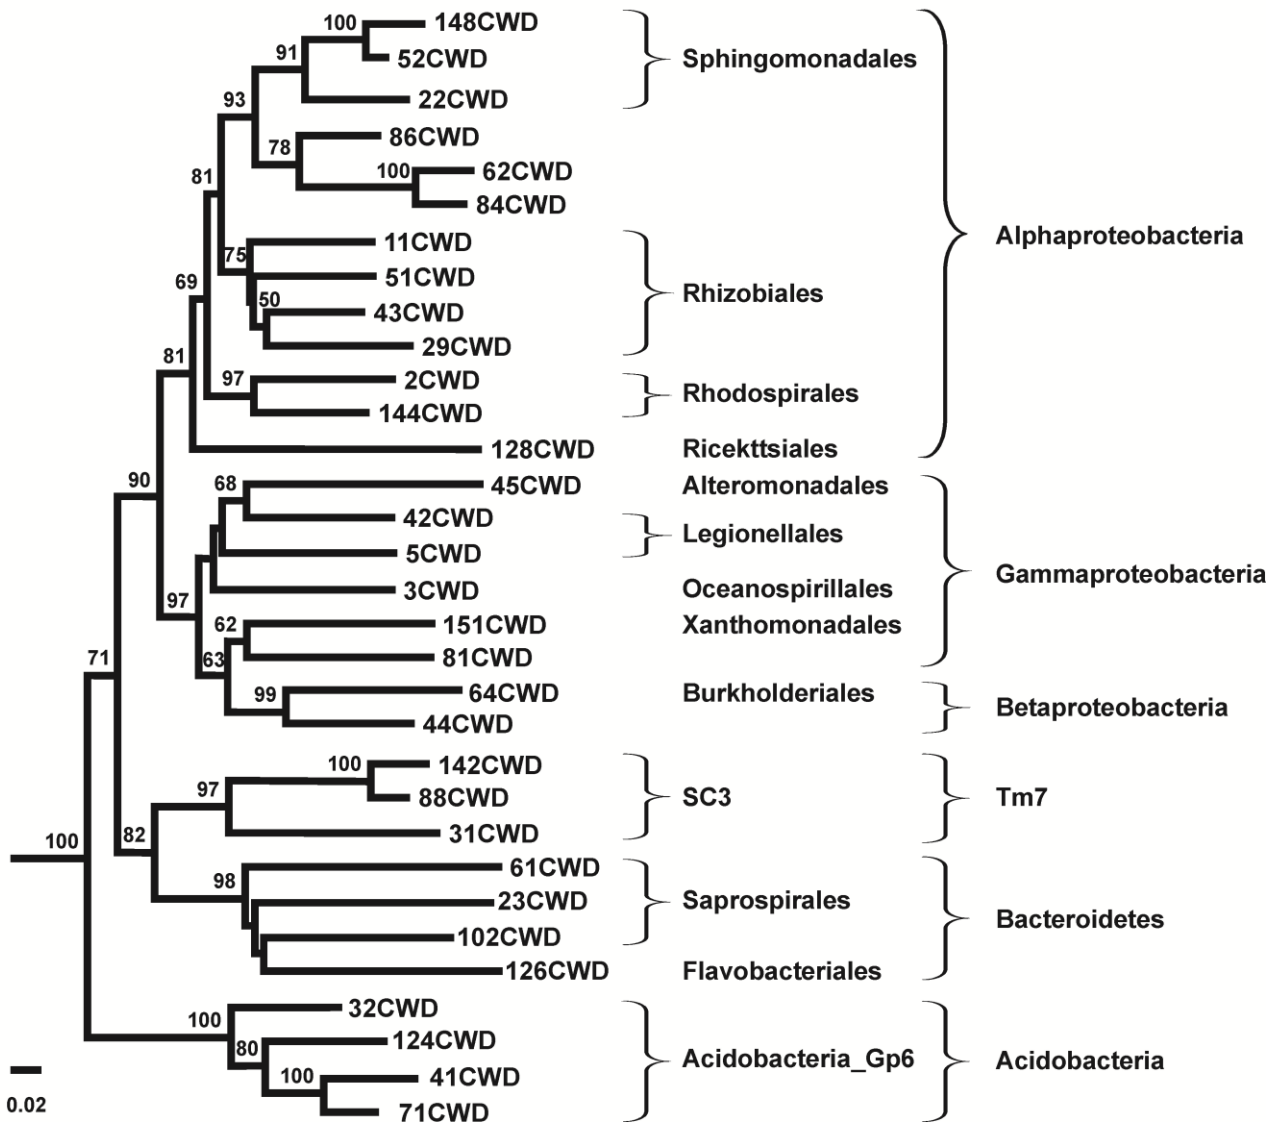 100 148CWD
91 52CWD Sphingomonadales
93 22CWD
78 86CWD
81 100 62CWD
84CWD
75 11CWD Alphaproteobacteria
69 51CWD
50 43CWD Rhizobiales
81 29CWD
97 2CWD
144CWD Rhodospirales
128CWD Ricekttsiales
90 68 45CWD Alteromonadales
42CWD
5CWD Legionellales
3CWD Oceanospirillales Gammaproteobacteria
97 62 151CWD Xanthomonadales
71 63 81CWD
99 64CWD Burkholderiales
44CWD Betaproteobacteria
100 142CWD
97 88CWD SC3 Tm7
100 82 31CWD
98 61CWD
23CWD Saprospirales
102CWD Bacteroidetes
126CWD Flavobacteriales
100 32CWD
80 124CWD
100 41CWD Acidobacteria_Gp6 Acidobacteria
0.02 71CWD